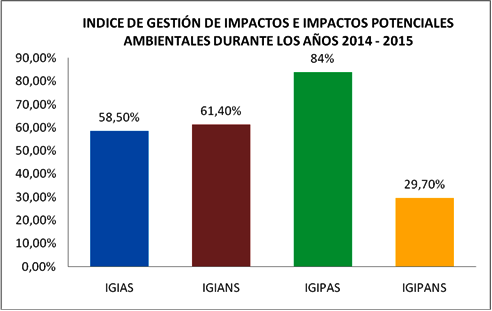 INDICE DE GESTIÓN DE IMPACTOS E IMPACTOS POTENCIALES
AMBIENTALES DURANTE LOS AÑOS 2014 - 2015
90,00%
80,00%
70,00%
60,00%
50,00%
40,00%
30,00%
20,00%
10,00%
0,00%
58,50%
61,40%
84%
29,70%
IGIAS
IGIANS
IGIPAS
IGIPANS